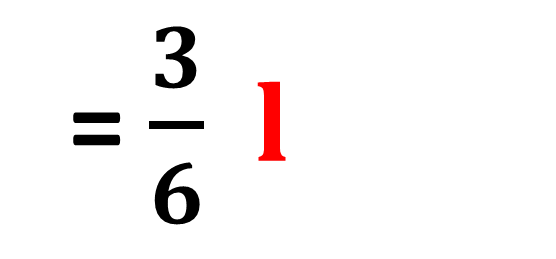 = 3/6 l